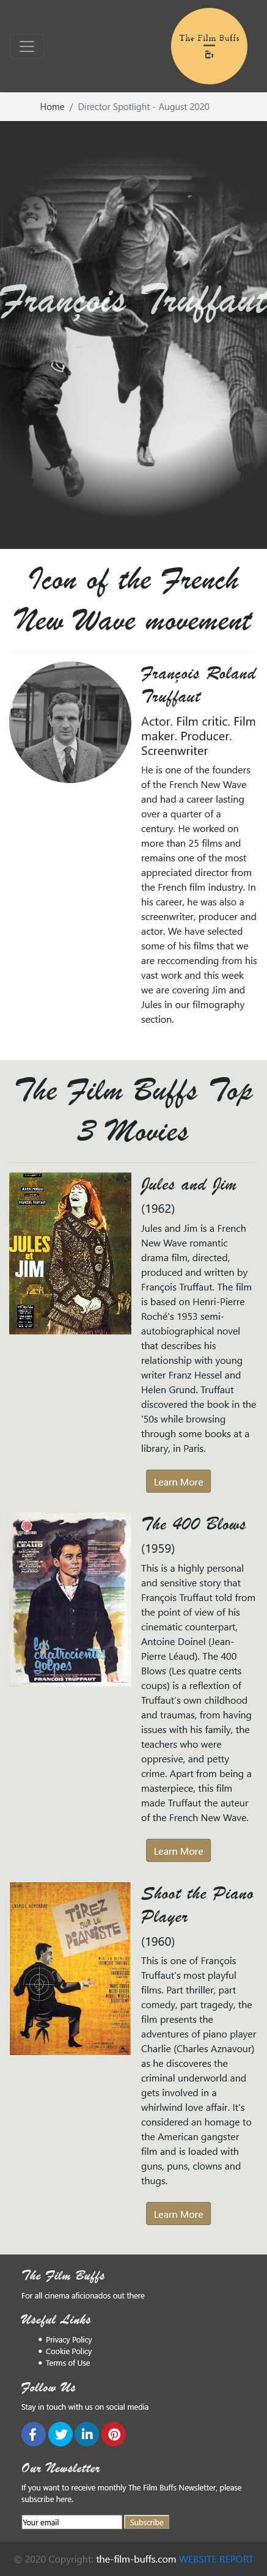 The Film Buffs
Home / Director Spotlight - August 2020
François Truffaut
Icon of the French
New Wave movement
François Roland
Truffaut
Actor. Film critic. Film
maker. Producer.
Screenwriter
He is one of the founders
of the French New Wave
and had a career lasting
over a quarter of a
century. He worked on
more than 25 films and
remains one of the most
appreciated director from
the French film industry. In
his career, he was also a
screenwriter, producer and
actor. We have selected
some of his films that we
are reccomending from his
vast work and this week
we are covering Jim and
Jules in our filmography
section.
The Film Buffs Top
3 Movies
JULES
et
JIM
Jules and Jim
(1962)
Jules and Jim is a French
New Wave romantic
drama film, directed,
produced and written by
François Truffaut. The film
is based on Henri-Pierre
Roché's 1953 semi-
autobiographical novel
that describes his
relationship with young
writer Franz Hessel and
Helen Grund. Truffaut
discovered the book in the
'50s while browsing
through some books at a
library, in Paris.
Learn More
JEAN PIERRE
LEAUD
los
cuatrocientos
golpes
FRANÇOIS TRUFFAUT
The 400 Blows
(1959)
This is a highly personal
and sensitive story that
François Truffaut told from
the point of view of his
cinematic counterpart,
Antoine Doinel (Jean-
Pierre Léaud). The 400
Blows (Les quatre cents
coups) is a reflextion of
Truffaut's own childhood
and traumas, from having
issues with his family, the
teachers who were
oppresive, and petty
crime. Apart from being a
masterpiece, this film
made Truffaut the auteur
of the French New Wave.
Learn More
CHARLES AZNAVOUR
TIREZ
SUR LE
PIANISTE
Shoot the Piano
Player
(1960)
This is one of François
Truffaut's most playful
films. Part thriller, part
comedy, part tragedy, the
film presents the
adventures of piano player
Charlie (Charles Aznavour)
as he discoveres the
criminal underworld and
gets involved in a
whirlwind love affair. It's
considered an homage to
the American gangster
film and is loaded with
guns, puns, clowns and
thugs.
Learn More
The Film Buffs
For all cinema aficionados out there
Useful Links
Privacy Policy
Cookie Policy
Terms of Use
Follow Us
Stay in touch with us on social media
Our Newsletter
If you want to receive monthly The Film Buffs Newsletter, please
subscribe here.
Your email Subscribe
© 2020 Copyright: the-film-buffs.com WEBSITE REPORT